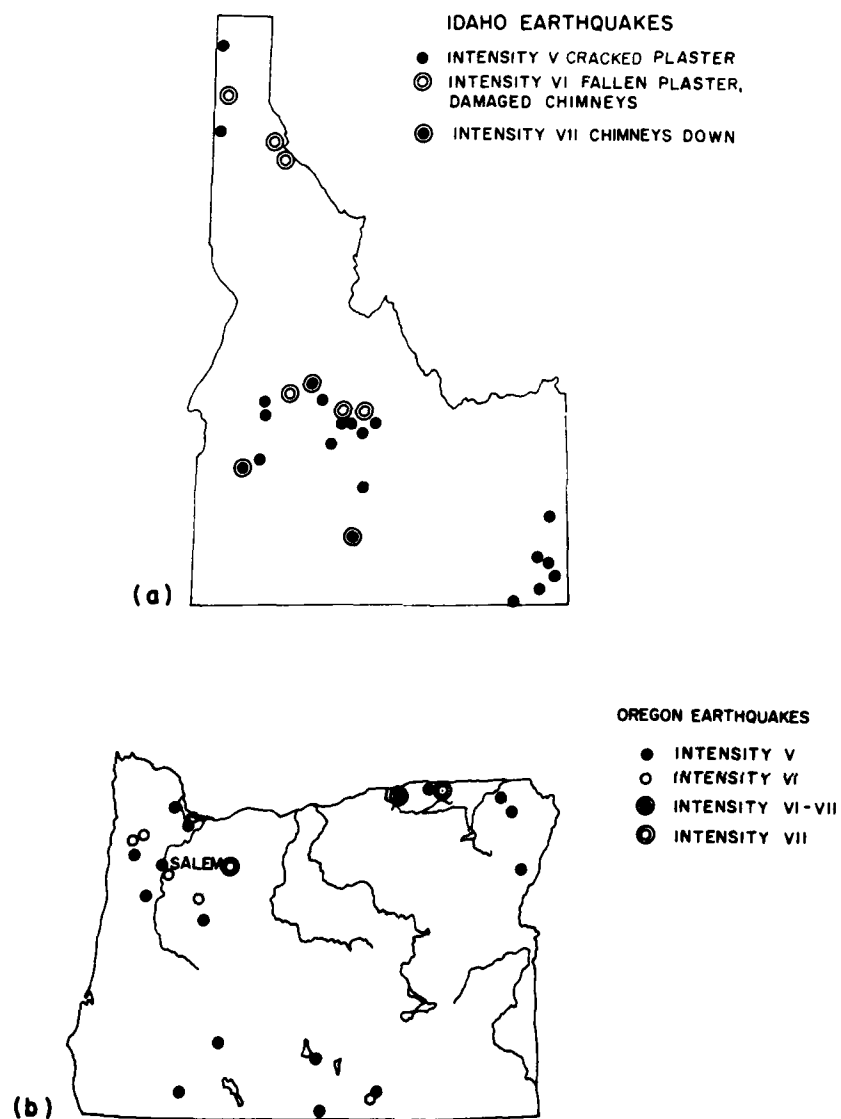 IDAHO EARTHQUAKES
INTENSITY V CRACKED PLASTER
INTENSITY VI FALLEN PLASTER,
DAMAGED CHIMNEYS
INTENSITY VII CHIMNEYS DOWN
(a)
OREGON EARTHQUAKES
INTENSITY V
INTENSITY VI
INTENSITY VI-VII
INTENSITY VII
SALEM
(b)